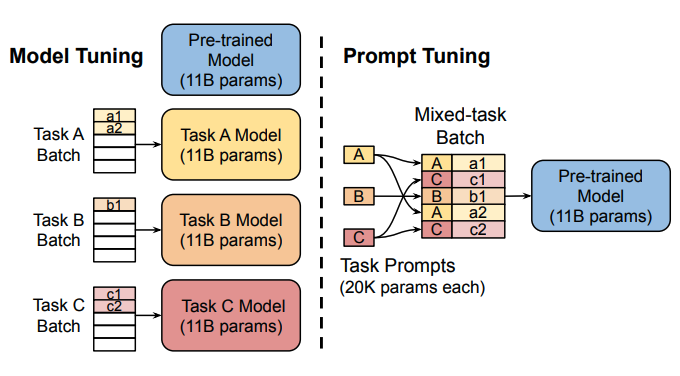 Model Tuning
Pre-trained
Model
(11B params)
Task A
Batch
a1
a2
Task A Model
(11B params)
Task B
Batch
b1
Task B Model
(11B params)
Task C
Batch
c1
c2
Task C Model
(11B params)
Prompt Tuning
Mixed-task
Batch
A
B
C
A a1
C c1
B b1
A a2
C c2
Pre-trained
Model
(11B params)
Task Prompts
(20K params each)